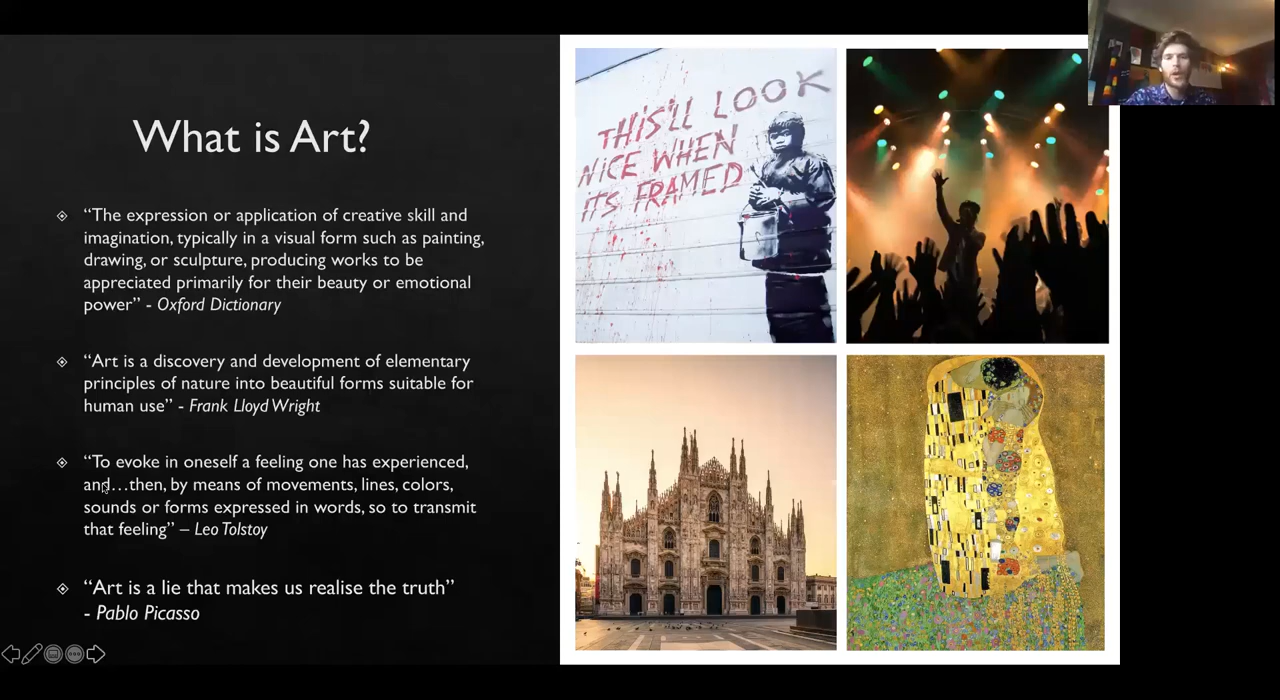 What is Art?
“The expression or application of creative skill and
imagination, typically in a visual form such as painting,
drawing, or sculpture, producing works to be
appreciated primarily for their beauty or emotional
power” - Oxford Dictionary
“Art is a discovery and development of elementary
principles of nature into beautiful forms suitable for
human use” - Frank Lloyd Wright
“To evoke in oneself a feeling one has experienced,
and…then, by means of movements, lines, colors,
sounds or forms expressed in words, so to transmit
that feeling” – Leo Tolstoy
“Art is a lie that makes us realise the truth”
- Pablo Picasso
THIS'LL LOOK
NICE WHEN
ITS FRAMED